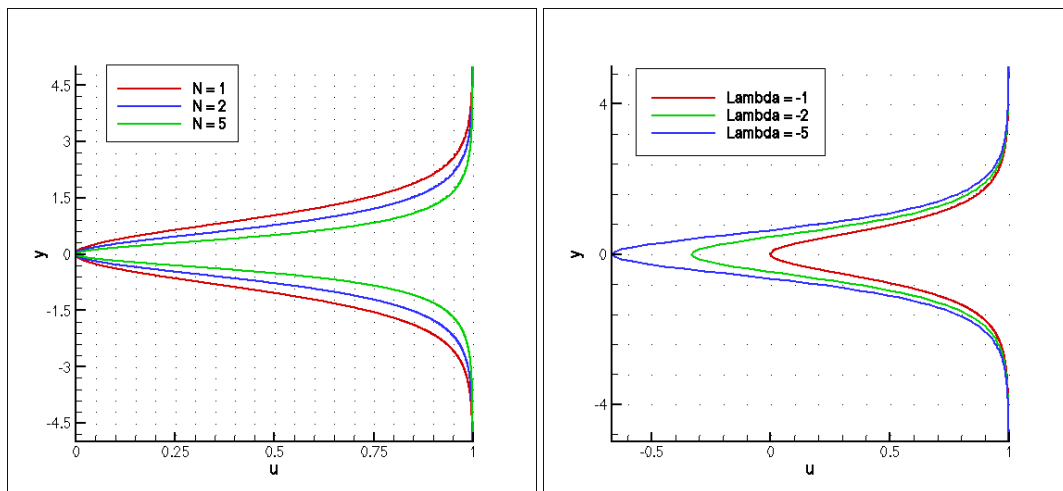 N = 1
N = 2
N = 5
4.5
3
1.5
0
-1.5
-3
-4.5
y
0
0.25
0.5
0.75
1
u
Lambda = -1
Lambda = -2
Lambda = -5
4
0
-4
y
-0.5
0
0.5
1
u